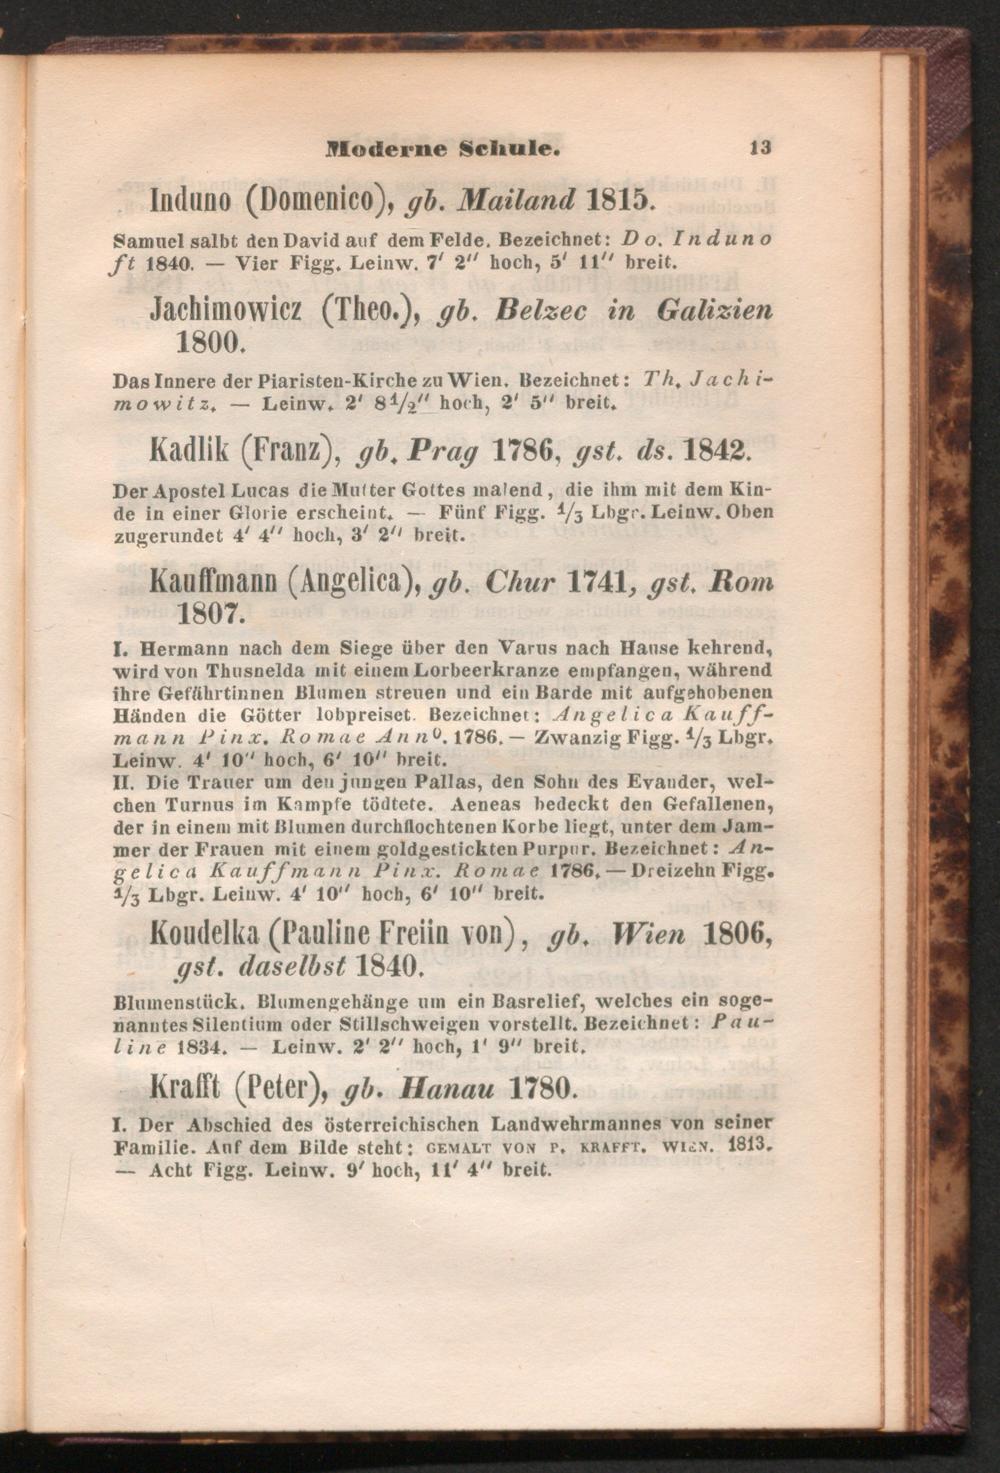 Moderne Schule. 13
Induno (Domenico), gb. Mailand 1815.
Samuel salbt den David auf dem Felde. Bezeichnet: Do. Induno
ft 1840. — Vier Figg. Leinw. 7′ 2″ hoch, 5′ 11″ breit.
Jachimowicz (Theo.), gb. Belzec in Galizien
1800.
Das Innere der Piaristen-Kirche zu Wien. Bezeichnet: Th. Jachi-
mowitz. — Leinw. 2′ 8½″ hoch, 2′ 5″ breit.
Kadlik (Franz), gb. Prag 1786, gst. ds. 1842.
Der Apostel Lucas die Mutter Gottes malend, die ihm mit dem Kin-
de in einer Glorie erscheint. — Fünf Figg. ⅓ Lbgr. Leinw. Oben
zugerundet 4′ 4″ hoch, 3′ 2″ breit.
Kauffmann (Angelica), gb. Chur 1741, gst. Rom
1807.
I. Hermann nach dem Siege über den Varus nach Hause kehrend,
wird von Thusnelda mit einem Lorbeerkranze empfangen, während
ihre Gefährtinnen Blumen streuen und ein Barde mit aufgehobenen
Händen die Götter lobpreiset. Bezeichnet: Angelica Kauff-
mann Pinx. Romae Annº. 1786. — Zwanzig Figg. ⅓ Lbgr.
Leinw. 4′ 10″ hoch, 6′ 10″ breit.
II. Die Trauer um den jungen Pallas, den Sohn des Evander, wel-
chen Turnus im Kampfe tödtete. Aeneas bedeckt den Gefallenen,
der in einem mit Blumen durchflochtenen Korbe liegt, unter dem Jam-
mer der Frauen mit einem goldgestickten Purpur. Bezeichnet: An-
gelica Kauffmann Pinx. Romae 1786. — Dreizehn Figg.
⅓ Lbgr. Leinw. 4′ 10″ hoch, 6′ 10″ breit.
Koudelka (Pauline Freiin von), gb. Wien 1806,
gst. daselbst 1840.
Blumenstück. Blumengehänge um ein Basrelief, welches ein soge-
nanntes Silentium oder Stillschweigen vorstellt. Bezeichnet: Pau-
line 1834. — Leinw. 2′ 2″ hoch, 1′ 9″ breit.
Krafft (Peter), gb. Hanau 1780.
I. Der Abschied des österreichischen Landwehrmannes von seiner
Familie. Auf dem Bilde steht: GEMALT VON P. KRAFFT. WIEN. 1813.
— Acht Figg. Leinw. 9′ hoch, 11′ 4″ breit.